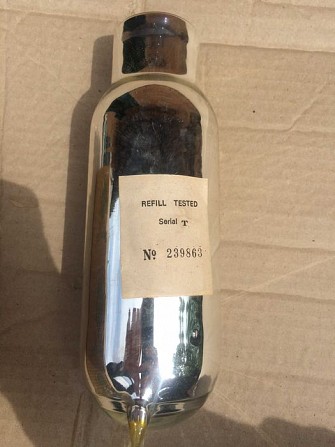 REFILL TESTED
Serial T
Nº 239863